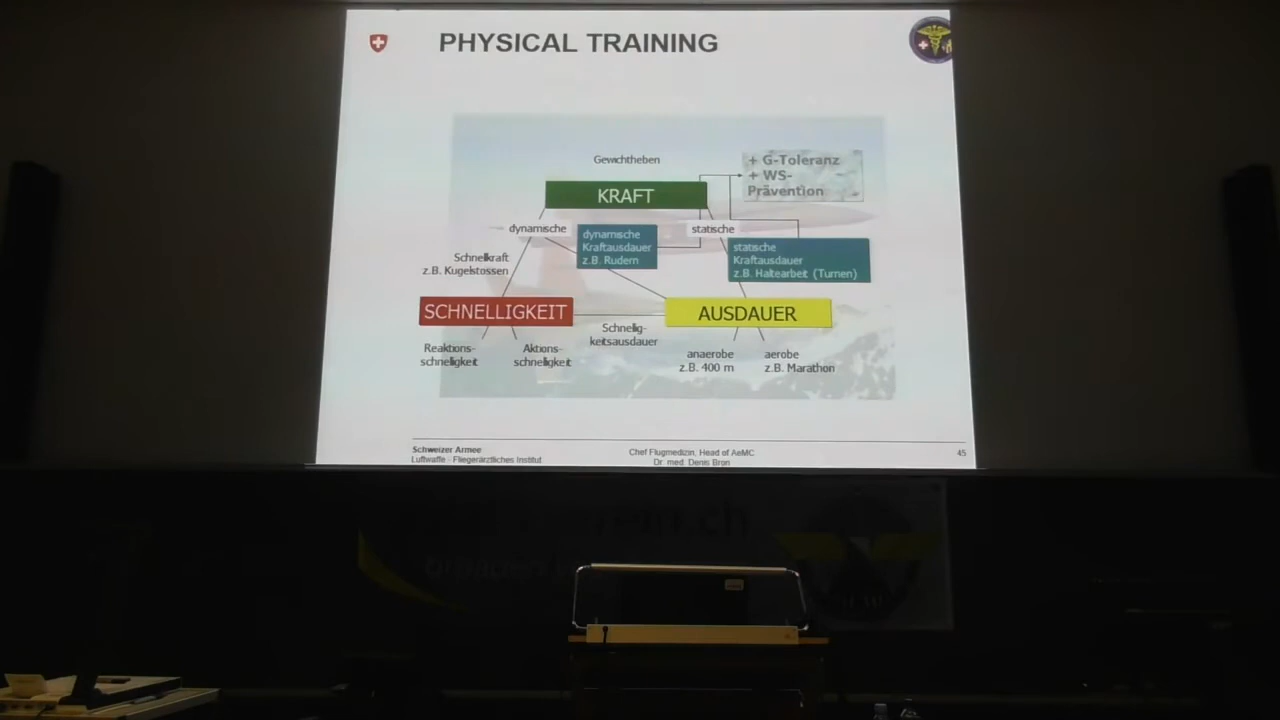 PHYSICAL TRAINING
Gewichtheben
+ G-Toleranz
+ WS-
Prävention
KRAFT
dynamische
dynamische
Kraftausdauer
z.B. Rudern
statische
statische
Kraftausdauer
z.B. Haltearbeit (Turnen)
Schnellkraft
z.B. Kugelstossen
SCHNELLIGKEIT
AUSDAUER
Schnellig-
keitsausdauer
Reaktions-
schnelligkeit
Aktions-
schnelligkeit
anaerobe
z.B. 400 m
aerobe
z.B. Marathon
Schweizer Armee
Luftwaffe - Fliegerärztliches Institut
Chef Flugmedizin, Head of AeMC
Dr. med. Denis Bron
45